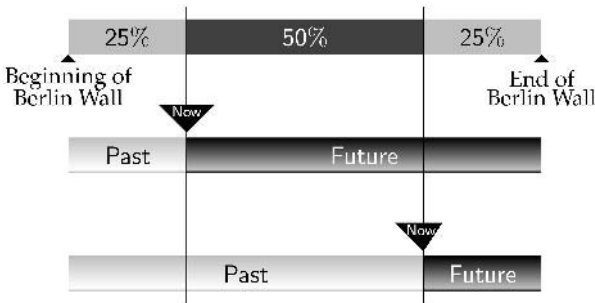 25% 50% 25%
Beginning of
Berlin Wall
End of
Berlin Wall
Now
Past Future
Now
Past Future